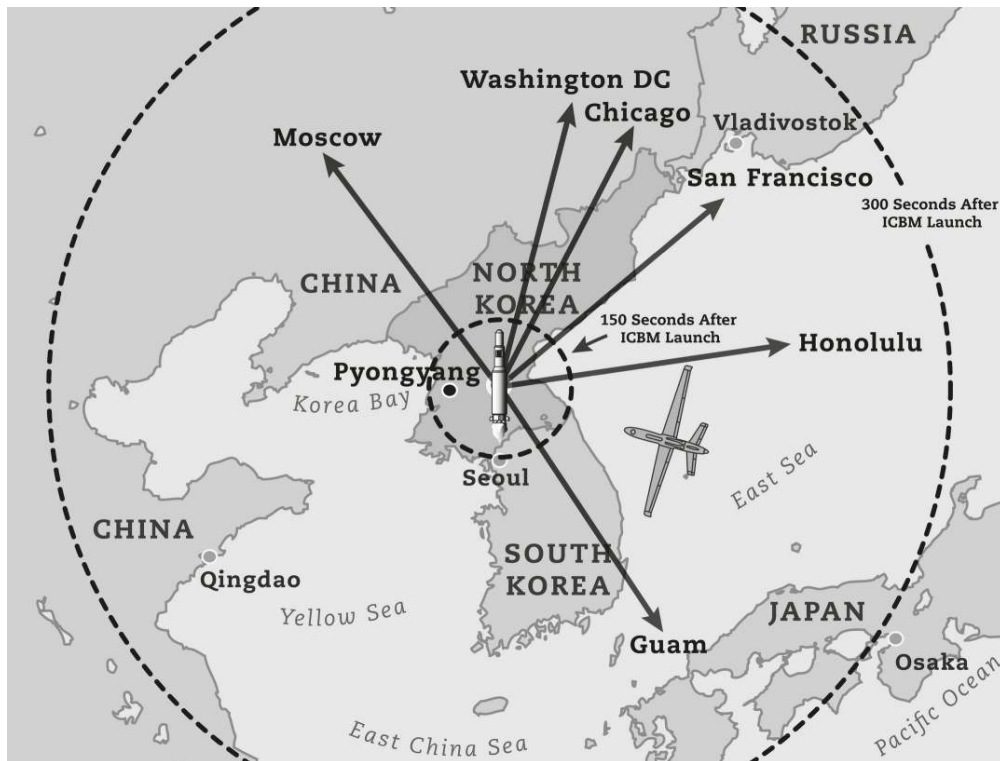 RUSSIA
Washington DC
Chicago
Moscow
Vladivostok
San Francisco
300 Seconds After
ICBM Launch
CHINA
NORTH
KOREA
150 Seconds After
ICBM Launch
Honolulu
Pyongyang
Korea Bay
Seoul
East Sea
CHINA
SOUTH
KOREA
Qingdao
Yellow Sea
JAPAN
Guam
Osaka
Pacific Ocean
East China Sea